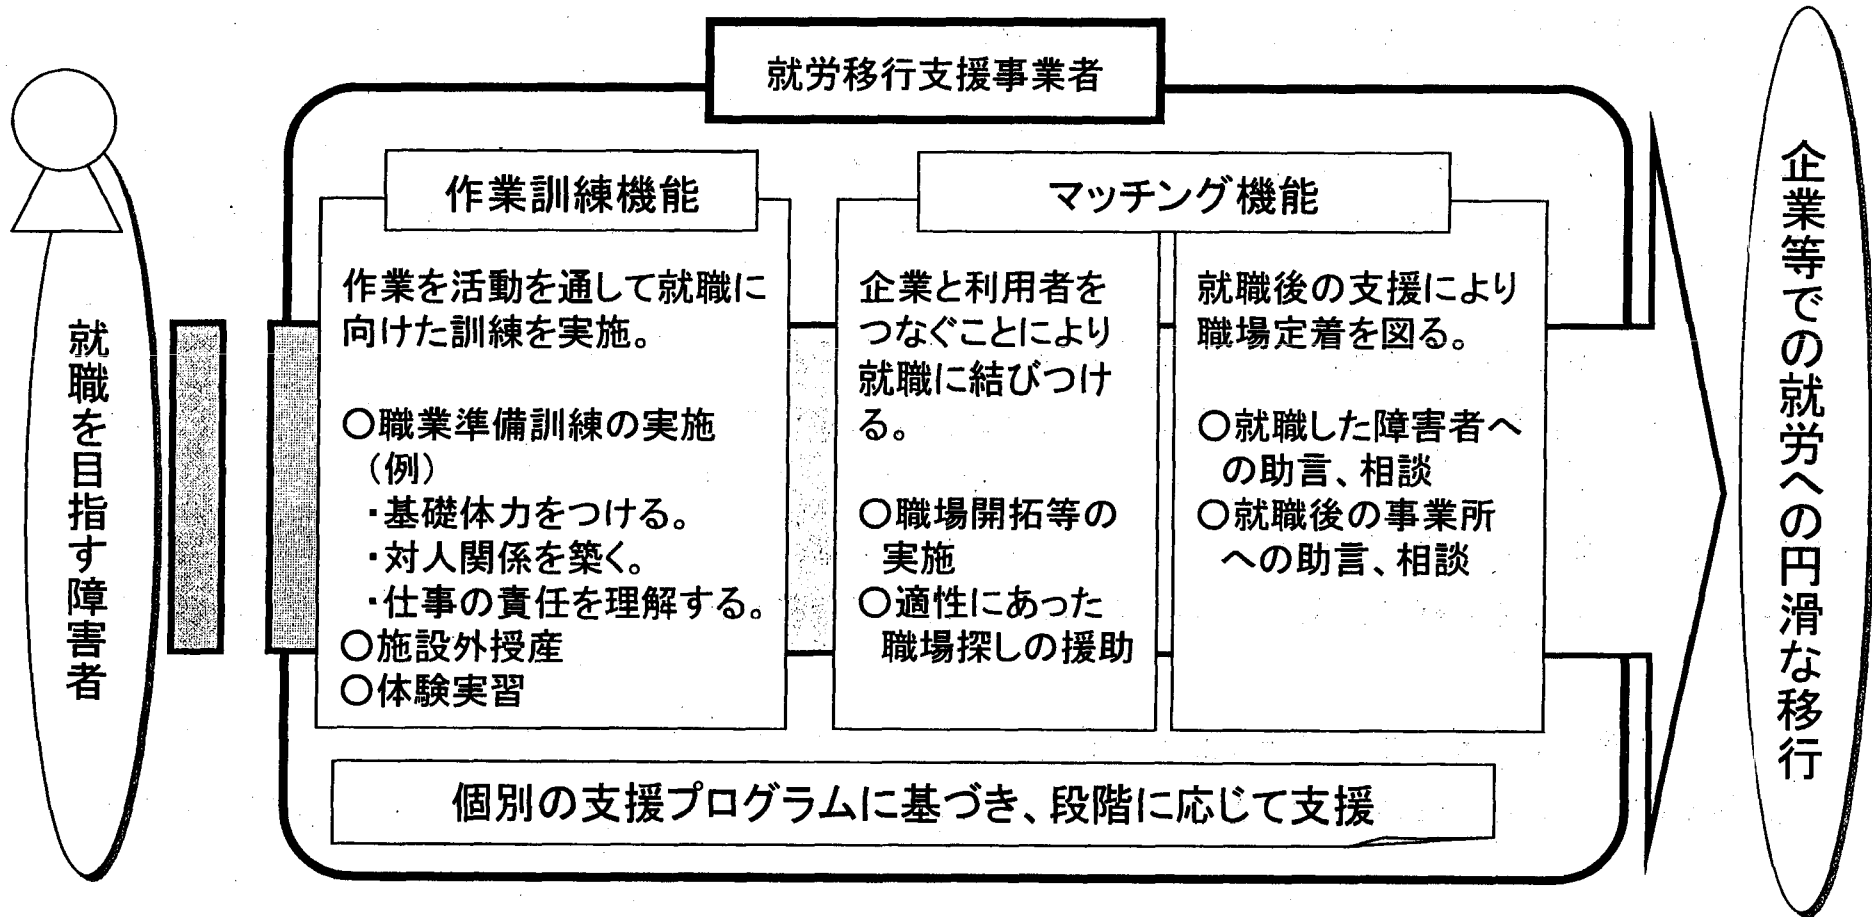 就労移行支援事業者
就職を目指す障害者
作業訓練機能
作業を活動を通して就職に
向けた訓練を実施。
○職業準備訓練の実施
(例)
・基礎体力をつける。
・対人関係を築く。
・仕事の責任を理解する。
○施設外授産
○体験実習
マッチング機能
企業と利用者を
つなぐことにより
就職に結びつけ
る。
○職場開拓等の
実施
○適性にあった
職場探しの援助
就職後の支援により
職場定着を図る。
○就職した障害者へ
の助言、相談
○就職後の事業所
への助言、相談
個別の支援プログラムに基づき、段階に応じて支援
企業等での就労への円滑な移行